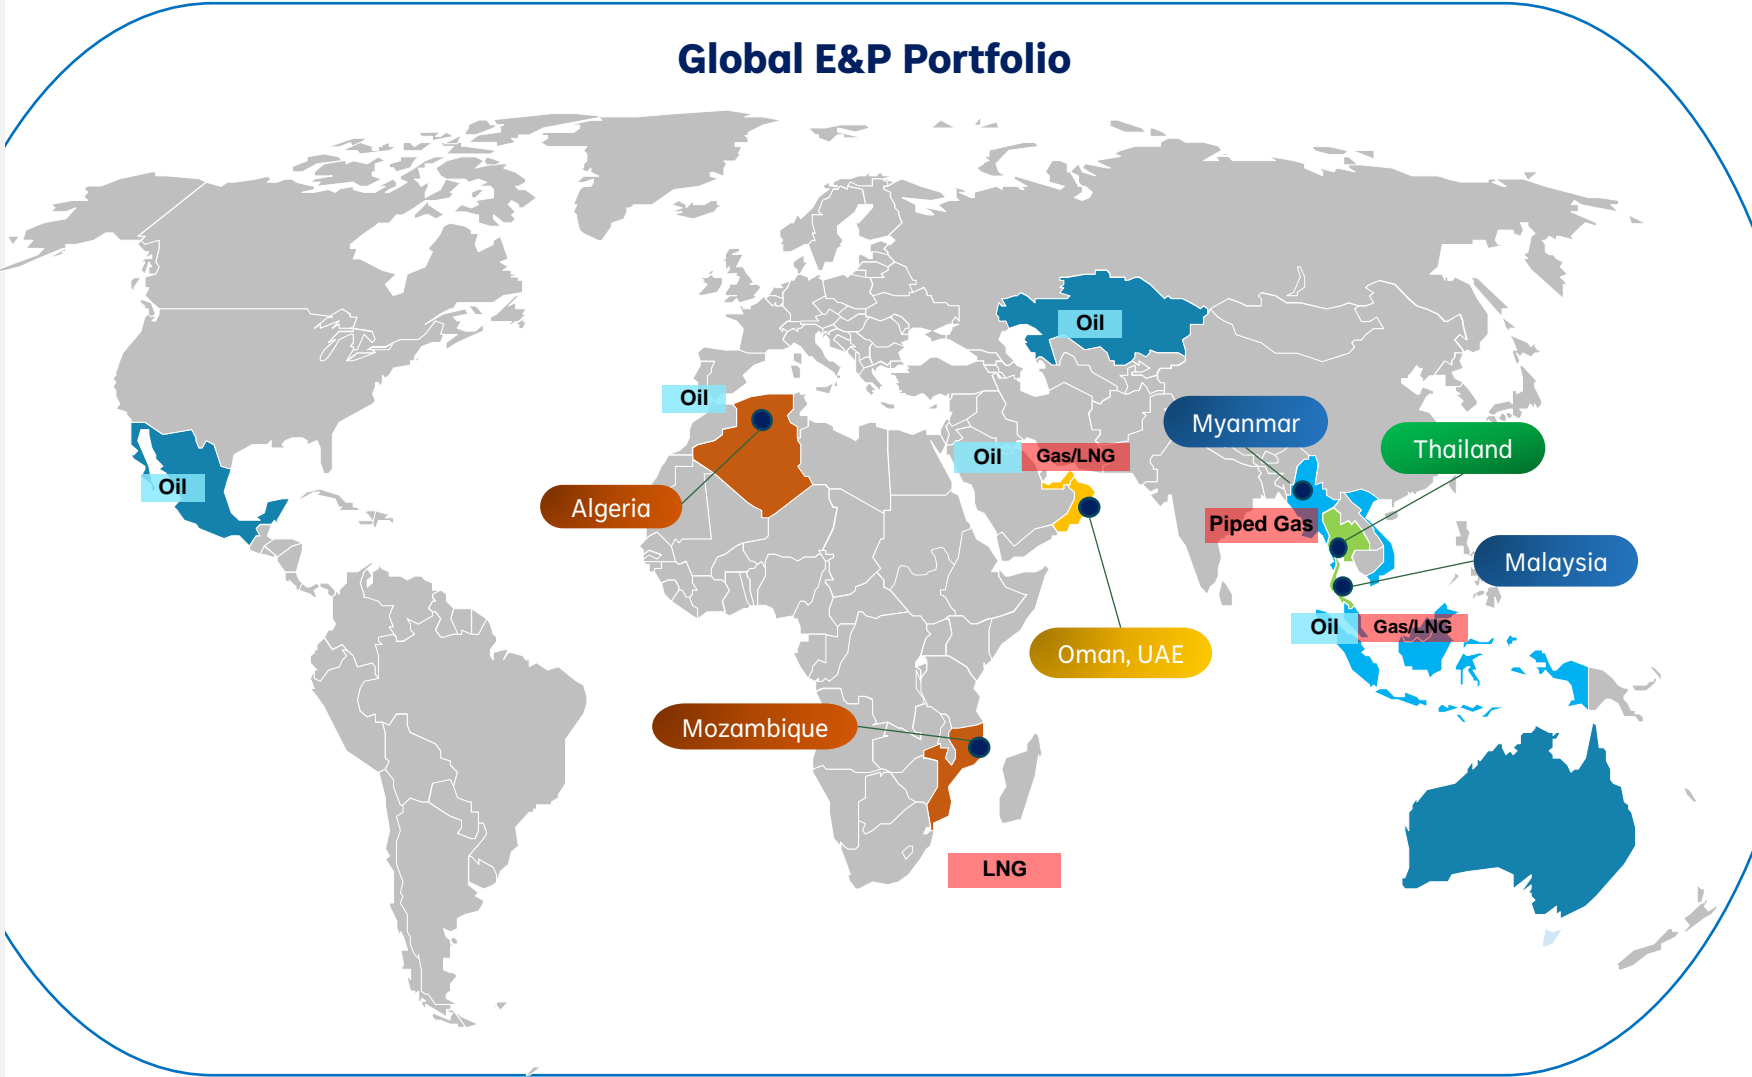 Global E&P Portfolio
Oil
Oil
Myanmar
Thailand
Oil
Gas/LNG
Oil
Algeria
Piped Gas
Malaysia
Oil
Gas/LNG
Oman, UAE
Mozambique
LNG